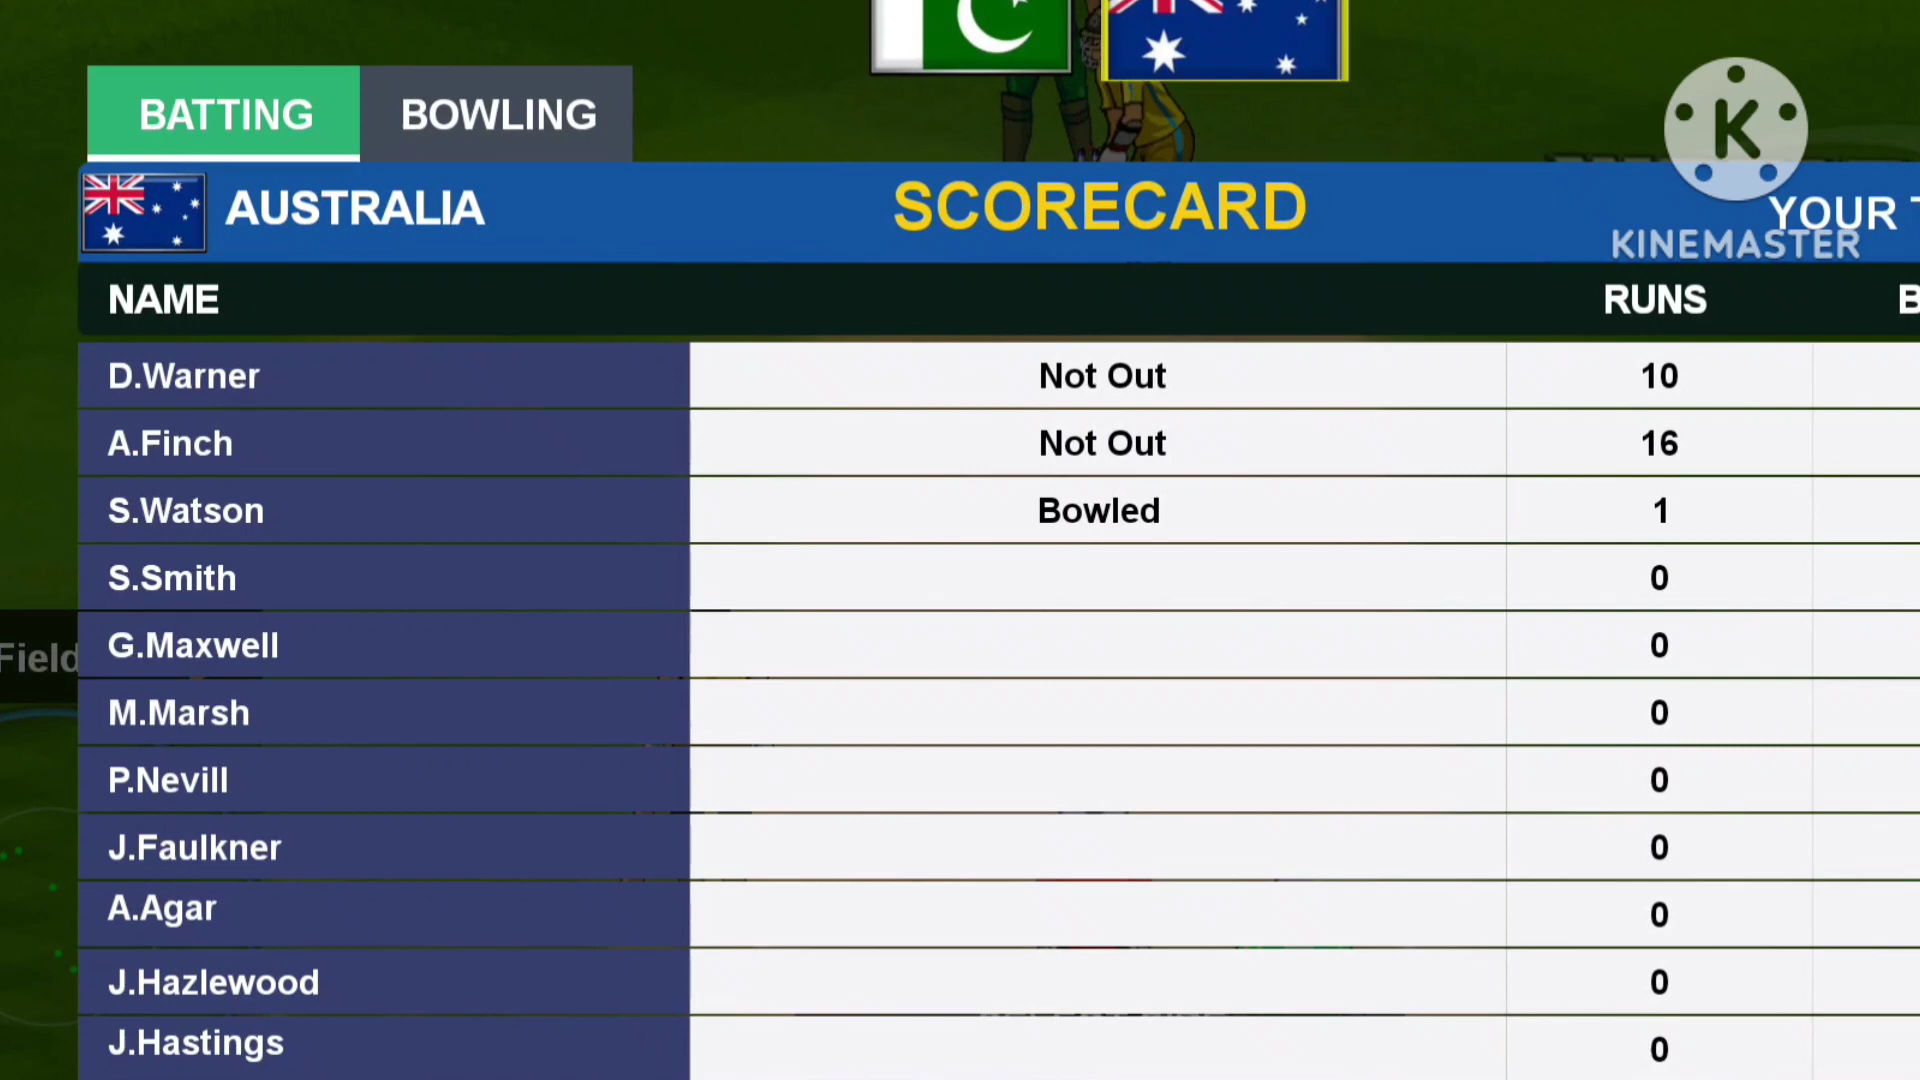 BATTING BOWLING
AUSTRALIA SCORECARD YOUR
K
KINEMASTER
NAME RUNS B
D.Warner Not Out 10
A.Finch Not Out 16
S.Watson Bowled 1
S.Smith 0
G.Maxwell 0
Field
M.Marsh 0
P.Nevill 0
J.Faulkner 0
A.Agar 0
J.Hazlewood 0
J.Hastings 0